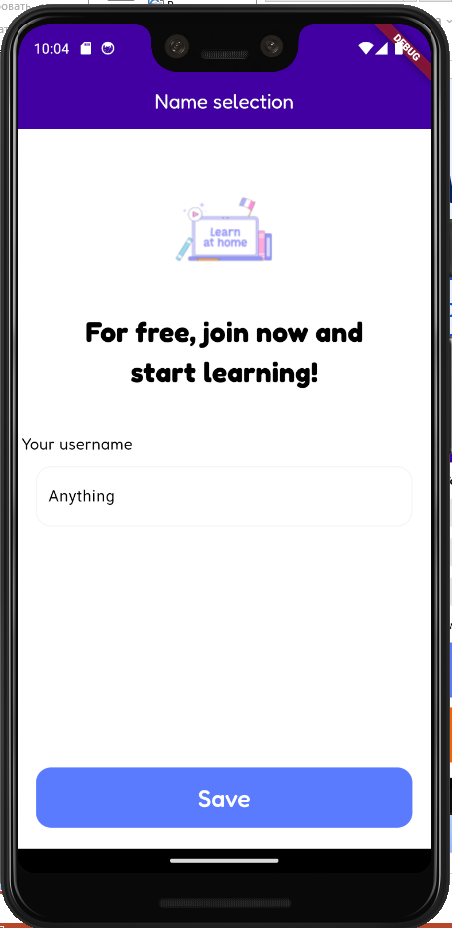 10:04
DEBUG
Name selection
Learn
at home
For free, join now and
start learning!
Your username
Anything
Save